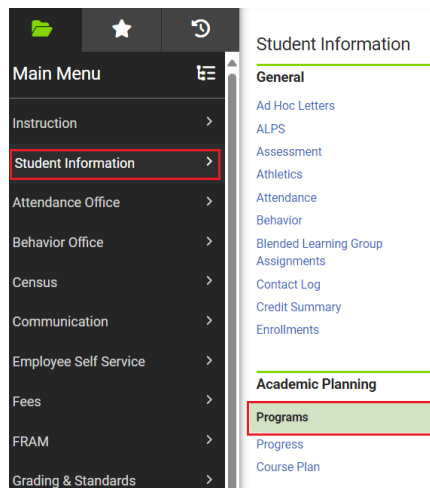 Main Menu
Instruction
Student Information
Attendance Office
Behavior Office
Census
Communication
Employee Self Service
Fees
FRAM
Grading & Standards
Student Information
General
Ad Hoc Letters
ALPS
Assessment
Athletics
Attendance
Behavior
Blended Learning Group
Assignments
Contact Log
Credit Summary
Enrollments
Academic Planning
Programs
Progress
Course Plan